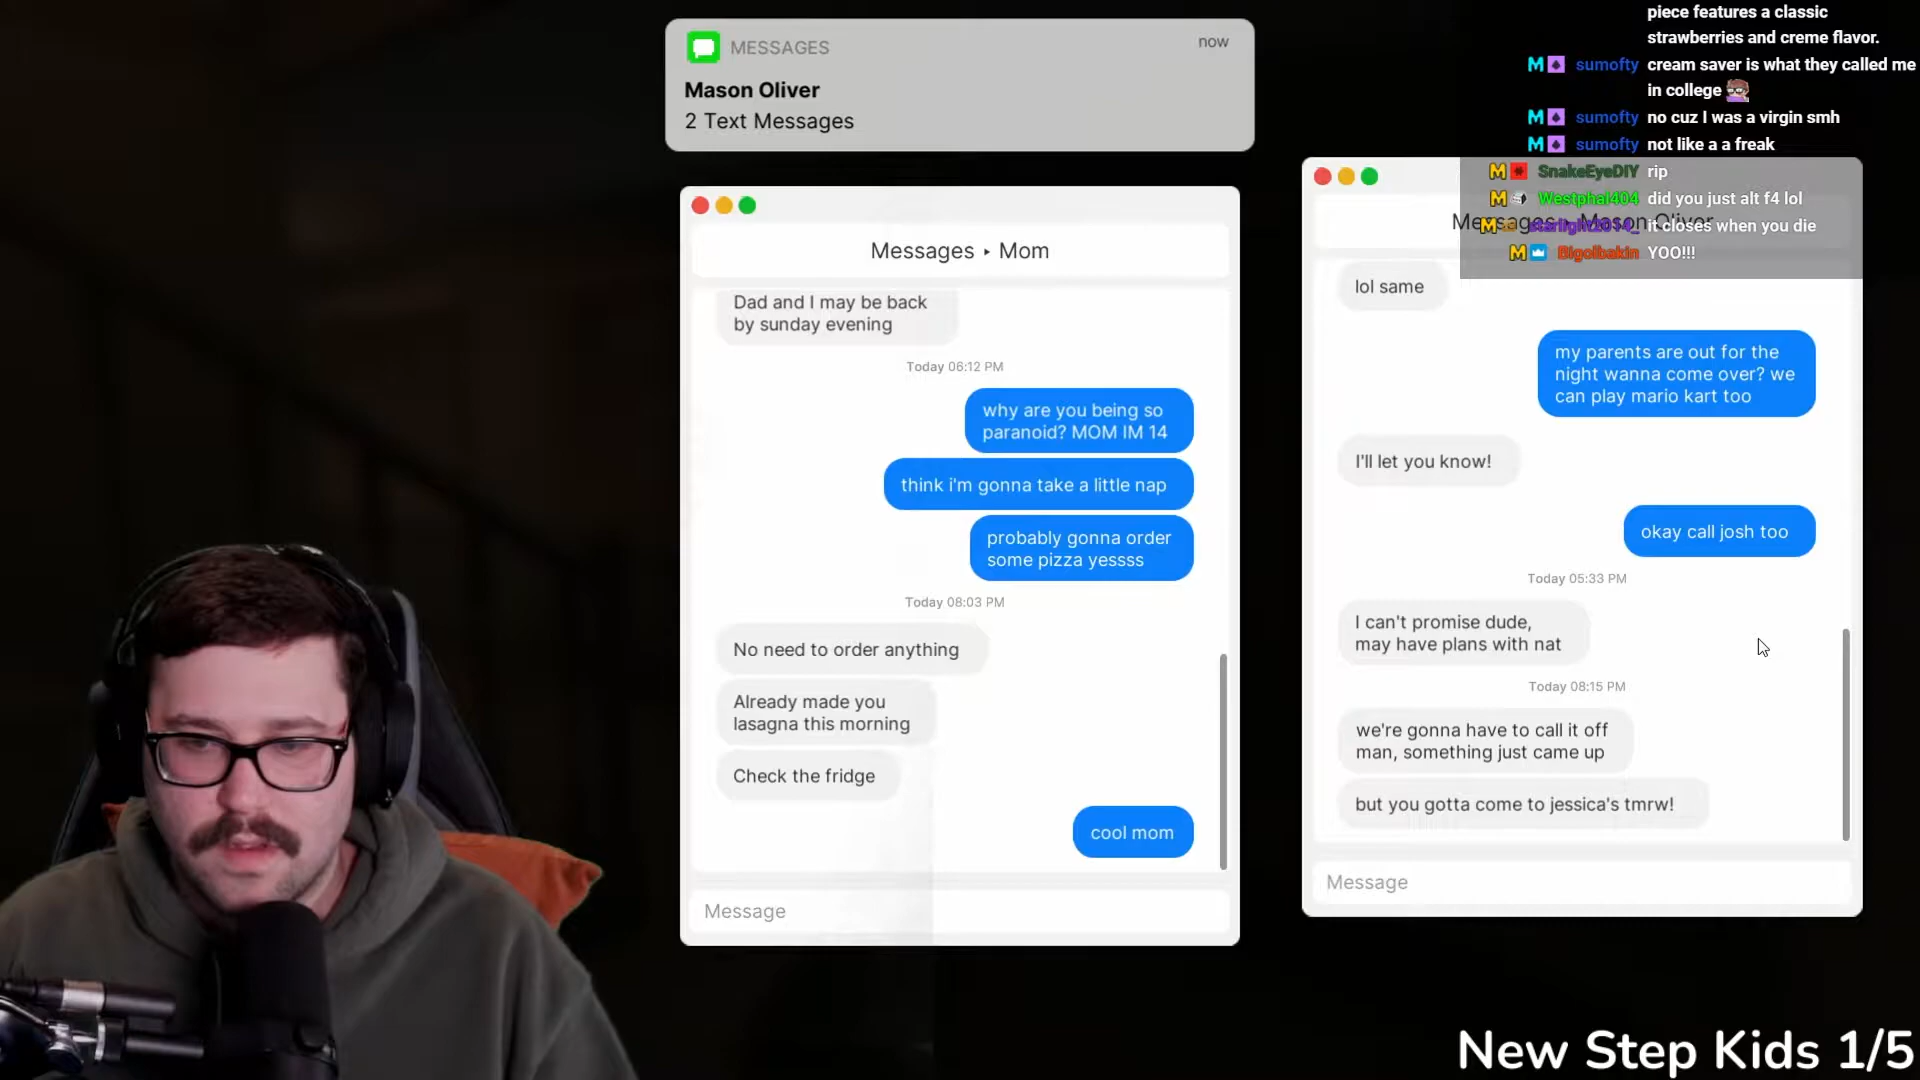 MESSAGES
now
Mason Oliver
2 Text Messages
Messages ‣ Mom
Dad and I may be back
by sunday evening
Today 06:12 PM
why are you being so
paranoid? MOM IM 14
think i'm gonna take a little nap
probably gonna order
some pizza yessss
Today 08:03 PM
No need to order anything
Already made you
lasagna this morning
Check the fridge
cool mom
Message
piece features a classic
strawberries and creme flavor.
sumofty cream saver is what they called me
in college
sumofty no cuz I was a virgin smh
sumofty not like a a freak
SnakeEyeDIY rip
Westphal404 did you just alt f4 lol
starlight2014_ it closes when you die
Bigolbakin YOO!!!
Messages ‣ Mason Oliver
lol same
my parents are out for the
night wanna come over? we
can play mario kart too
I'll let you know!
okay call josh too
Today 05:33 PM
I can't promise dude,
may have plans with nat
Today 08:15 PM
we're gonna have to call it off
man, something just came up
but you gotta come to jessica's tmrw!
Message
New Step Kids 1/5